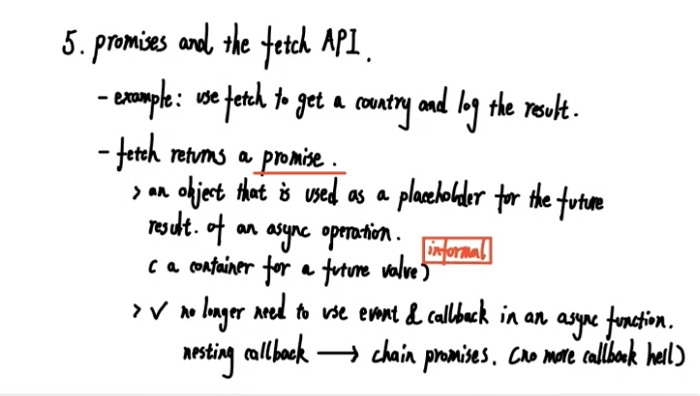 5. promises and the fetch API.
- example: use fetch to get a country and log the result.
- fetch returns a promise.
> an object that is used as a placeholder for the future
result. of an async operation.
informal
( a container for a future value)
> ✓ no longer need to use event & callback in an async function.
nesting callback → chain promises. (no more callback hell)